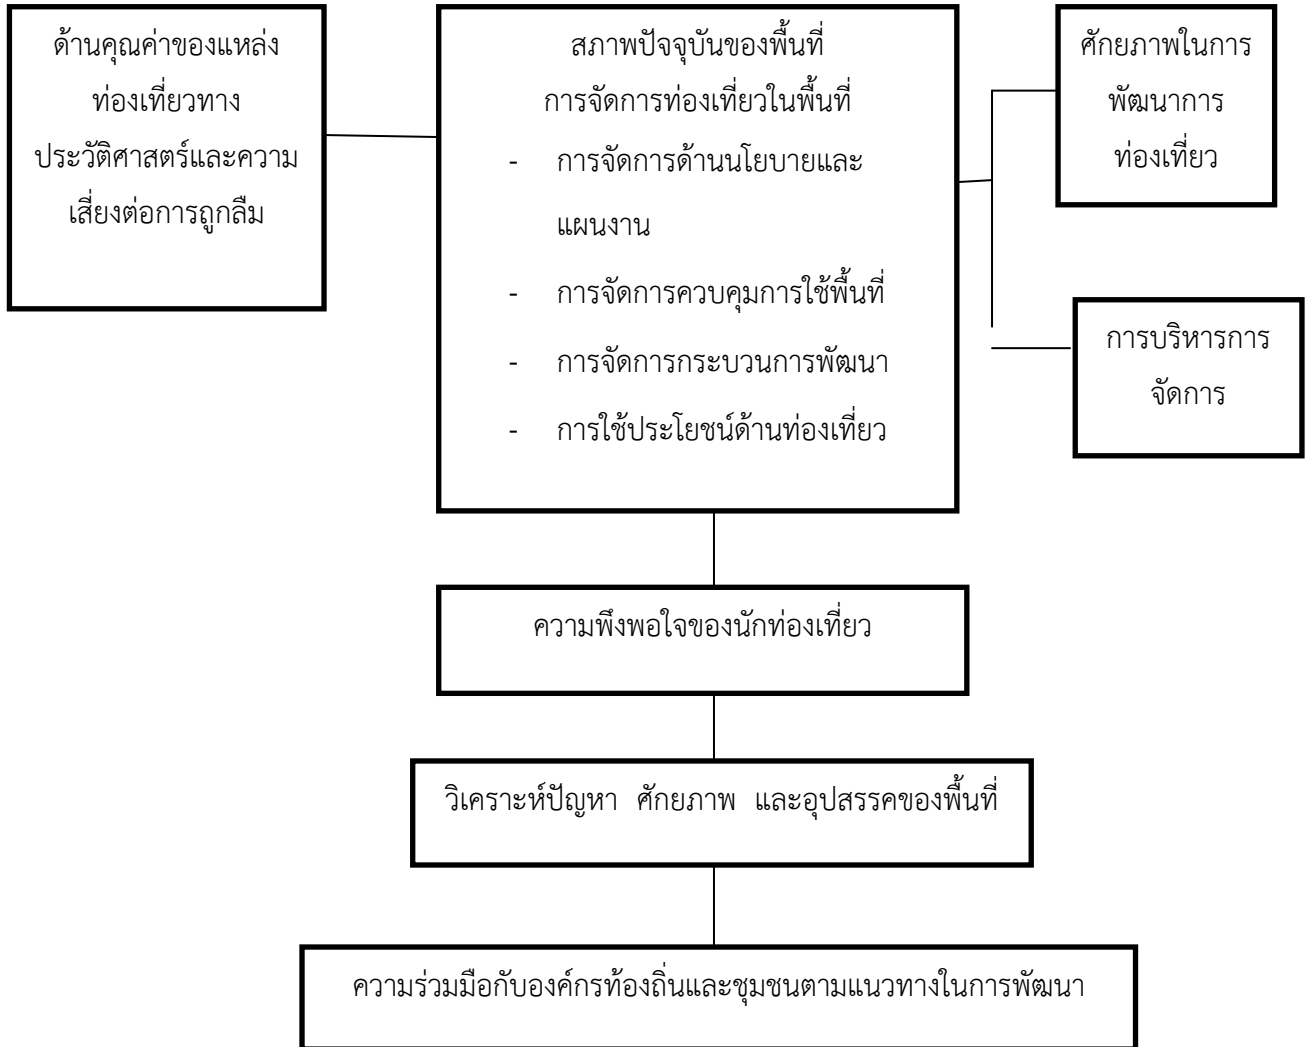 ด้านคุณค่าของแหล่ง
ท่องเที่ยวทาง
ประวัติศาสตร์และความ
เสี่ยงต่อการถูกลืม
สภาพปัจจุบันของพื้นที่
การจัดการท่องเที่ยวในพื้นที่
- การจัดการด้านนโยบายและ
แผนงาน
- การจัดการควบคุมการใช้พื้นที่
- การจัดการกระบวนการพัฒนา
- การใช้ประโยชน์ด้านท่องเที่ยว
ศักยภาพในการ
พัฒนาการ
ท่องเที่ยว
การบริหารการ
จัดการ
ความพึงพอใจของนักท่องเที่ยว
วิเคราะห์ปัญหา ศักยภาพ และอุปสรรคของพื้นที่
ความร่วมมือกับองค์กรท้องถิ่นและชุมชนตามแนวทางในการพัฒนา